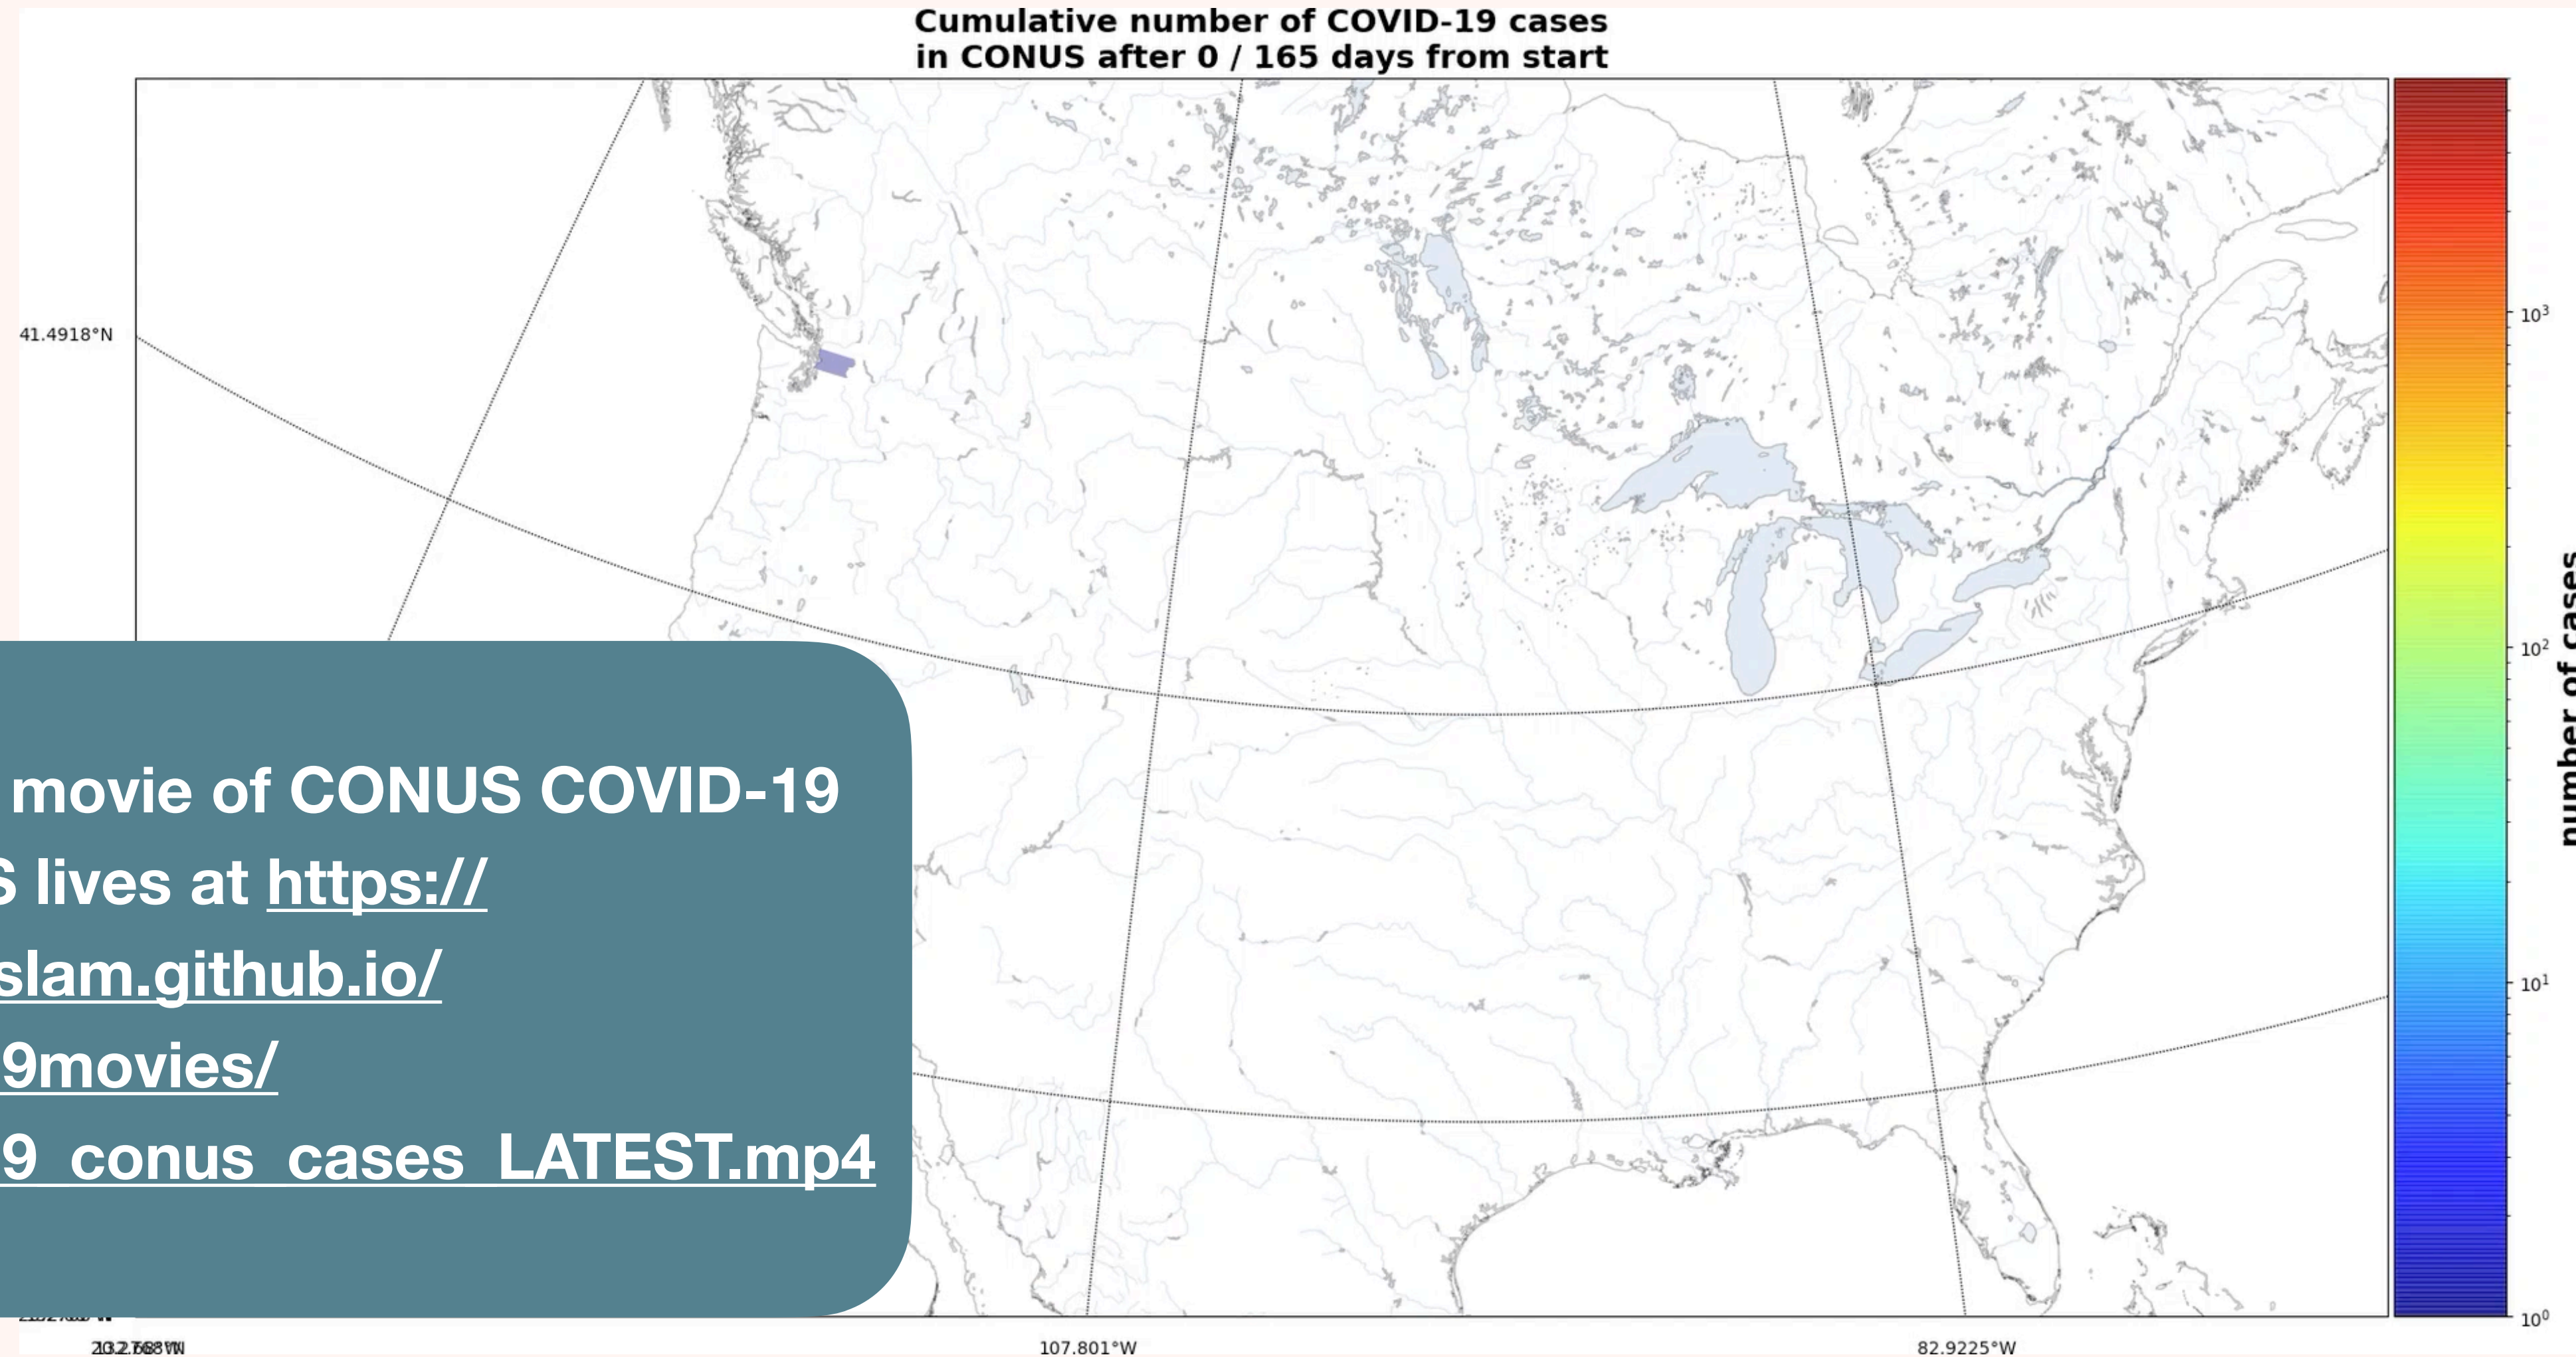 Cumulative number of COVID-19 cases
in CONUS after 0 / 165 days from start
41.4918°N
movie of CONUS COVID-19
S lives at https://
slam.github.io/
9movies/
9_conus_cases_LATEST.mp4
107.801°W
82.9225°W
10³
10²
10¹
10⁰
number of cases